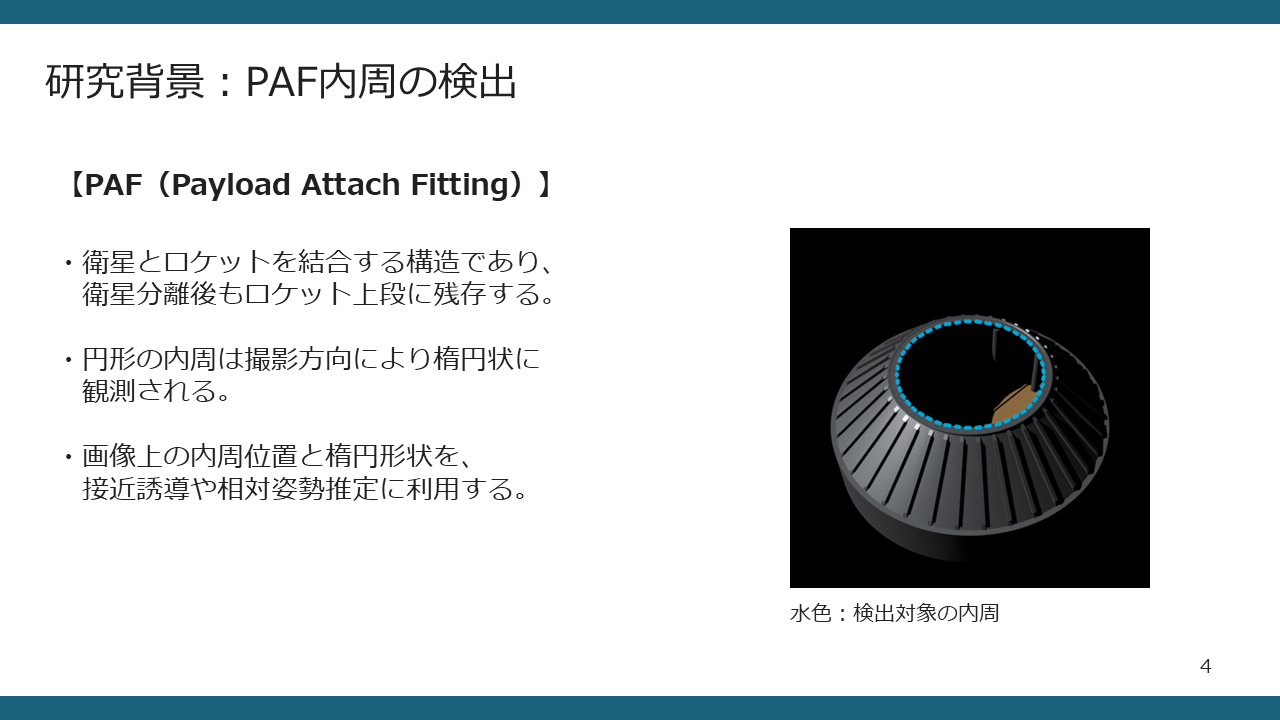 研究背景：PAF内周の検出
【PAF（Payload Attach Fitting）】
・衛星とロケットを結合する構造であり、
衛星分離後もロケット上段に残存する。
・円形の内周は撮影方向により楕円状に
観測される。
・画像上の内周位置と楕円形状を、
接近誘導や相対姿勢推定に利用する。
水色：検出対象の内周
4